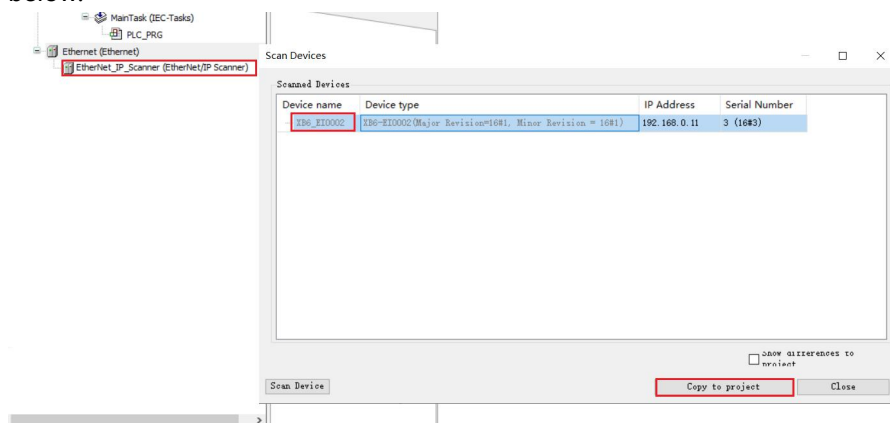 MainTask (IEC-Tasks)
PLC_PRG
Ethernet (Ethernet)
EtherNet_IP_Scanner (EtherNet/IP Scanner)
Scan Devices
Scanned Devices
Device name Device type IP Address Serial Number
XB6_EI0002 XB6-EI0002(Major Revision=16#1, Minor Revision = 16#1) 192.168.0.11 3 (16#3)
Show differences to
project
Scan Device Copy to project Close